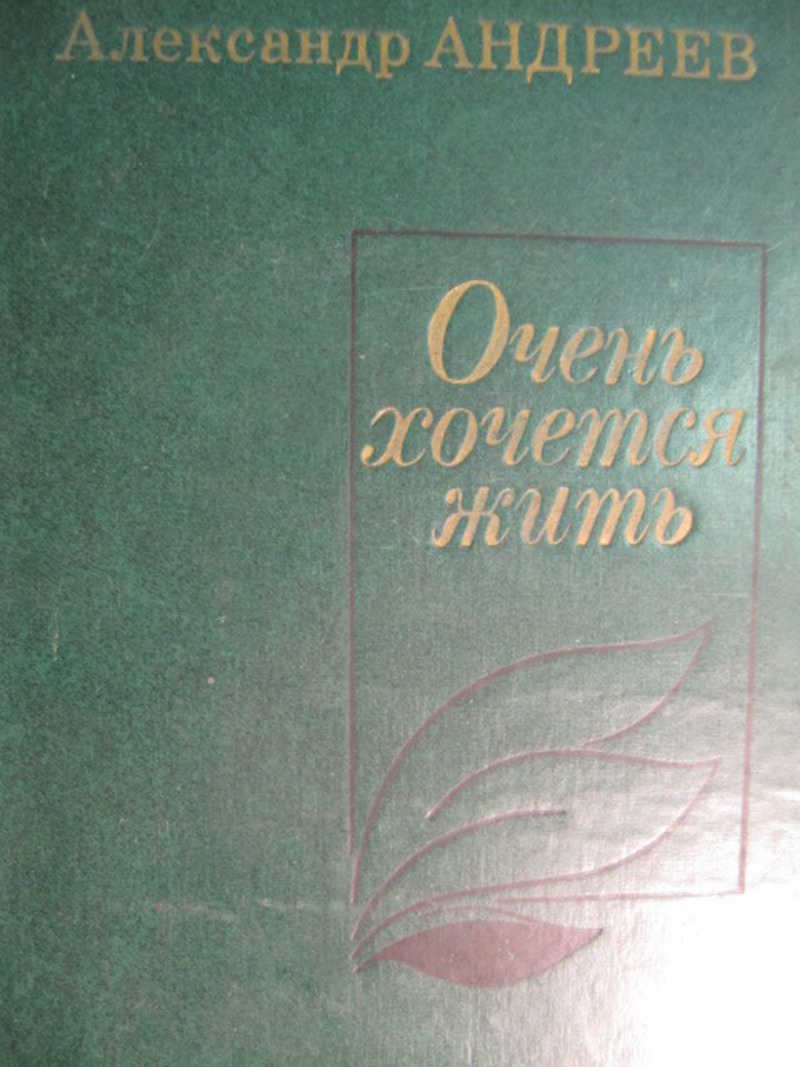 Александр АНДРЕЕВ
Очень
хочется
жить